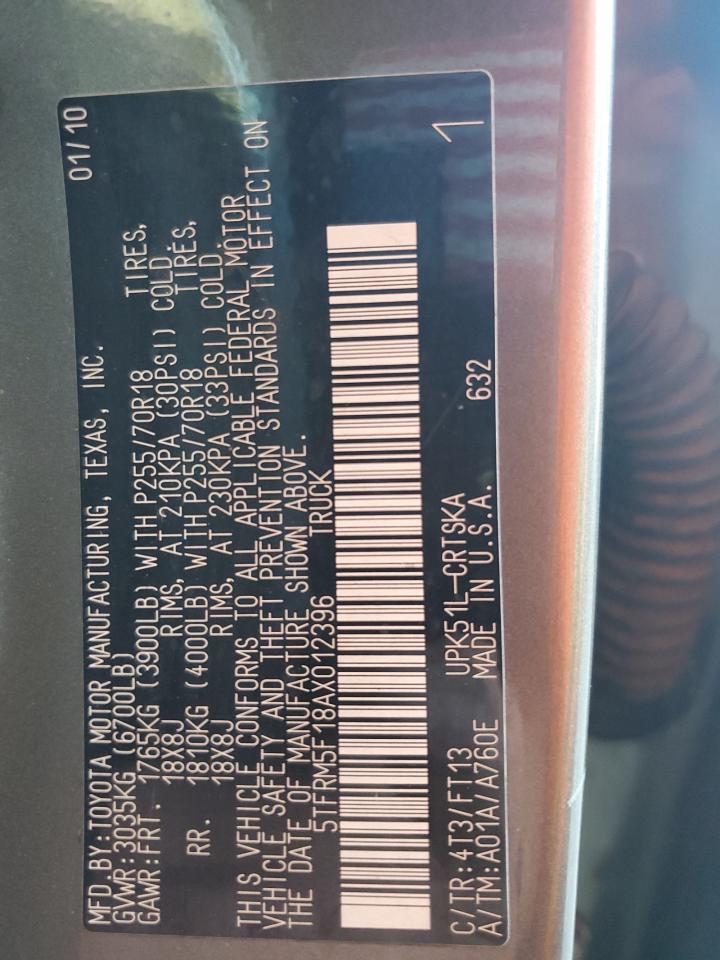 MFD.BY:TOYOTA MOTOR MANUFACTURING, TEXAS, INC. 01/10
GVWR:3035KG (6700LB)
GAWR:FRT. 1765KG (3900LB) WITH P255/70R18 TIRES,
18X8J RIMS, AT 210KPA (30PSI) COLD
RR. 1810KG (4000LB) WITH P255/70R18 TIRES,
18X8J RIMS, AT 230KPA (33PSI) COLD.
THIS VEHICLE CONFORMS TO ALL APPLICABLE FEDERAL MOTOR
VEHICLE SAFETY AND THEFT PREVENTION STANDARDS IN EFFECT ON
THE DATE OF MANUFACTURE SHOWN ABOVE.
5TFRM5F18AX012396 TRUCK
C/TR:4T3/FT13 UPK51L-CRTSKA 1
A/TM:A01A/A760E MADE IN U.S.A. 632